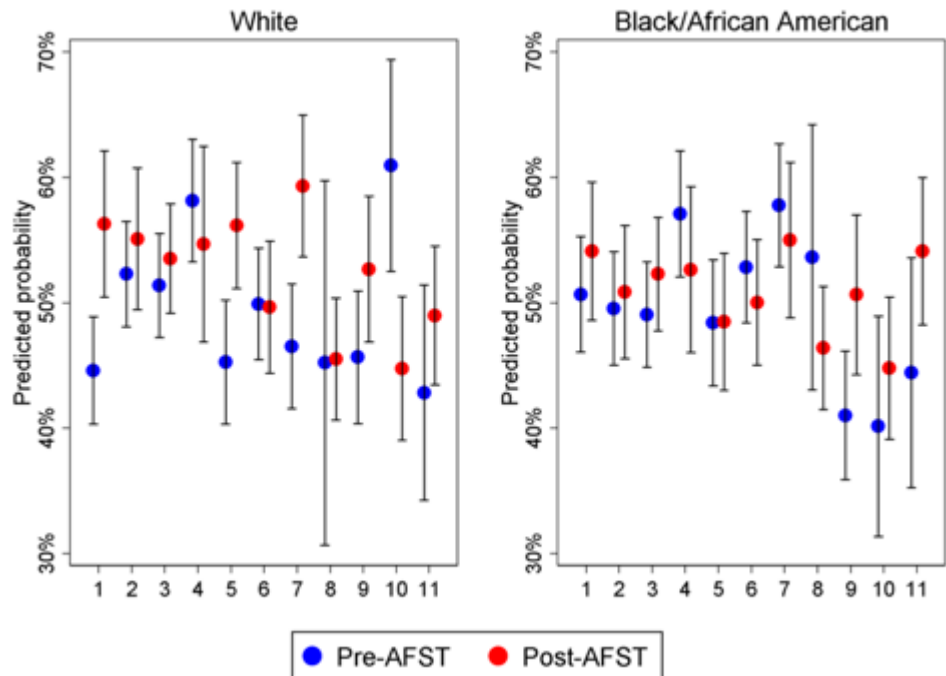 White
Predicted probability
70%
60%
50%
40%
30%
1 2 3 4 5 6 7 8 9 10 11
Black/African American
Predicted probability
70%
60%
50%
40%
30%
1 2 3 4 5 6 7 8 9 10 11
Pre-AFST Post-AFST